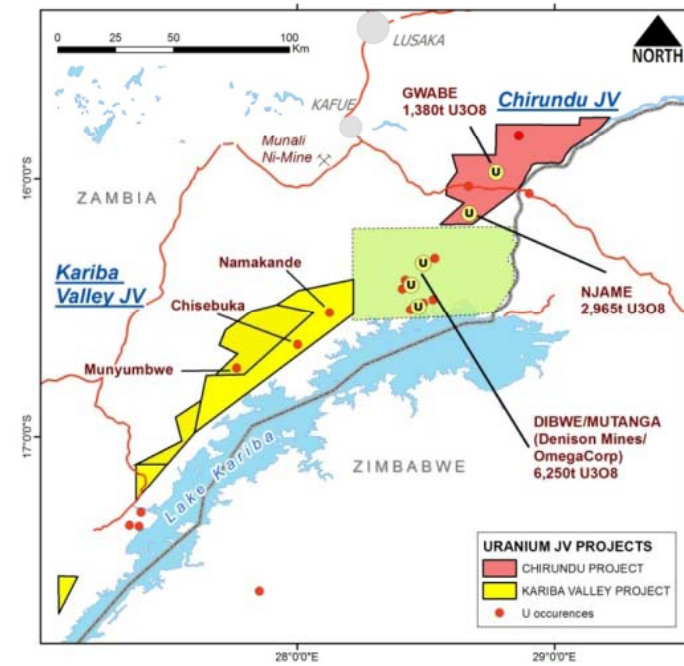 0 25 50 100
Km
LUSAKA
NORTH
KAFUE
GWABE
1,380t U3O8
Chirundu JV
Munali
Ni-Mine
16°0'0"S
ZAMBIA
Kariba
Valley JV
Namakande
Chisebuka
Munyumbwe
U
U
U
U
U
NJAME
2,965t U3O8
DIBWE/MUTANGA
(Denison Mines/
OmegaCorp)
6,250t U3O8
17°0'0"S
Lake Kariba
ZIMBABWE
URANIUM JV PROJECTS
CHIRUNDU PROJECT
KARIBA VALLEY PROJECT
U occurences
28°0'0"E
29°0'0"E